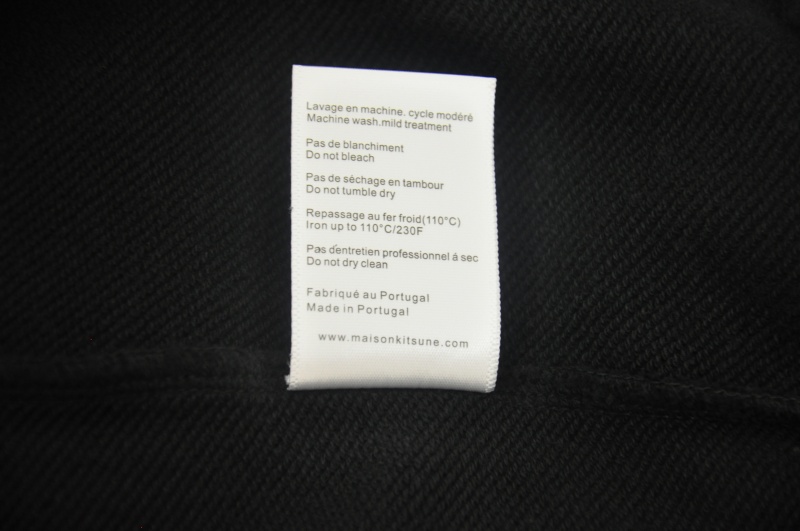 Lavage en machine. cycle modéré
Machine wash.mild treatment
Pas de blanchiment
Do not bleach
Pas de séchage en tambour
Do not tumble dry
Repassage au fer froid(110°C)
Iron up to 110°C/230F
Pas d'entretien professionnel á sec
Do not dry clean
Fabriqué au Portugal
Made in Portugal
www.maisonkitsune.com